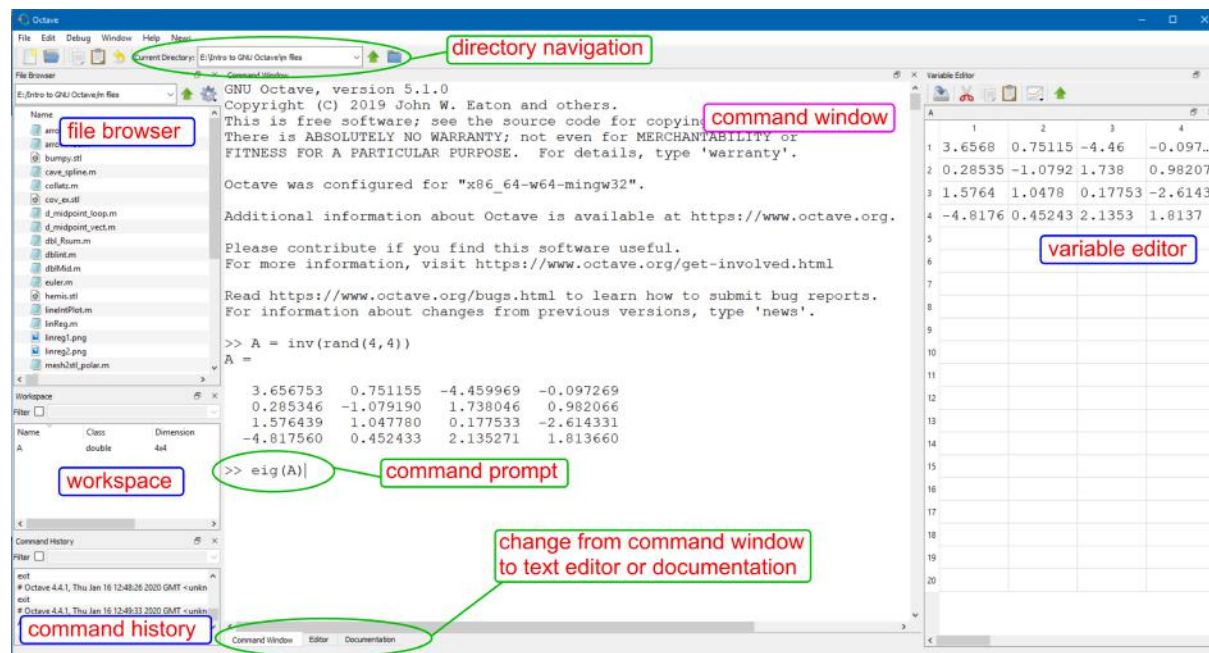 Octave
File Edit Debug Window Help News
Current Directory: E:\Intro to GNU Octave\m files
directory navigation
File Browser
E:/Intro to GNU Octave/m files
Name
file browser
bumpy.stl
cave_spline.m
collatz.m
cov_ex.stl
d_midpoint_loop.m
d_midpoint_vect.m
dbl_Rsum.m
dblint.m
dblMid.m
euler.m
hemis.stl
lineIntPlot.m
linReg.m
linreg1.png
linreg2.png
mesh2stl_polar.m
Workspace
Filter
Name Class Dimension
A double 4x4
workspace
Command History
Filter
exit
# Octave 4.4.1, Thu Jan 16 12:48:26 2020 GMT <unkn
exit
# Octave 4.4.1, Thu Jan 16 12:49:33 2020 GMT <unkn
command history
Command Window
GNU Octave, version 5.1.0
Copyright (C) 2019 John W. Eaton and others.
This is free software; see the source code for copying
command window
There is ABSOLUTELY NO WARRANTY; not even for MERCHANTABILITY or
FITNESS FOR A PARTICULAR PURPOSE. For details, type 'warranty'.
Octave was configured for "x86_64-w64-mingw32".
Additional information about Octave is available at https://www.octave.org.
Please contribute if you find this software useful.
For more information, visit https://www.octave.org/get-involved.html
Read https://www.octave.org/bugs.html to learn how to submit bug reports.
For information about changes from previous versions, type 'news'.
>> A = inv(rand(4,4))
A =
3.656753 0.751155 -4.459969 -0.097269
0.285346 -1.079190 1.738046 0.982066
1.576439 1.047780 0.177533 -2.614331
-4.817560 0.452433 2.135271 1.813660
>> eig(A)
command prompt
change from command window
to text editor or documentation
Command Window Editor Documentation
Variable Editor
A
1 2 3 4
1 3.6568 0.75115 -4.46 -0.097...
2 0.28535 -1.0792 1.738 0.98207
3 1.5764 1.0478 0.17753 -2.6143
4 -4.8176 0.45243 2.1353 1.8137
5
variable editor
6
7
8
9
10
11
12
13
14
15
16
17
18
19
20